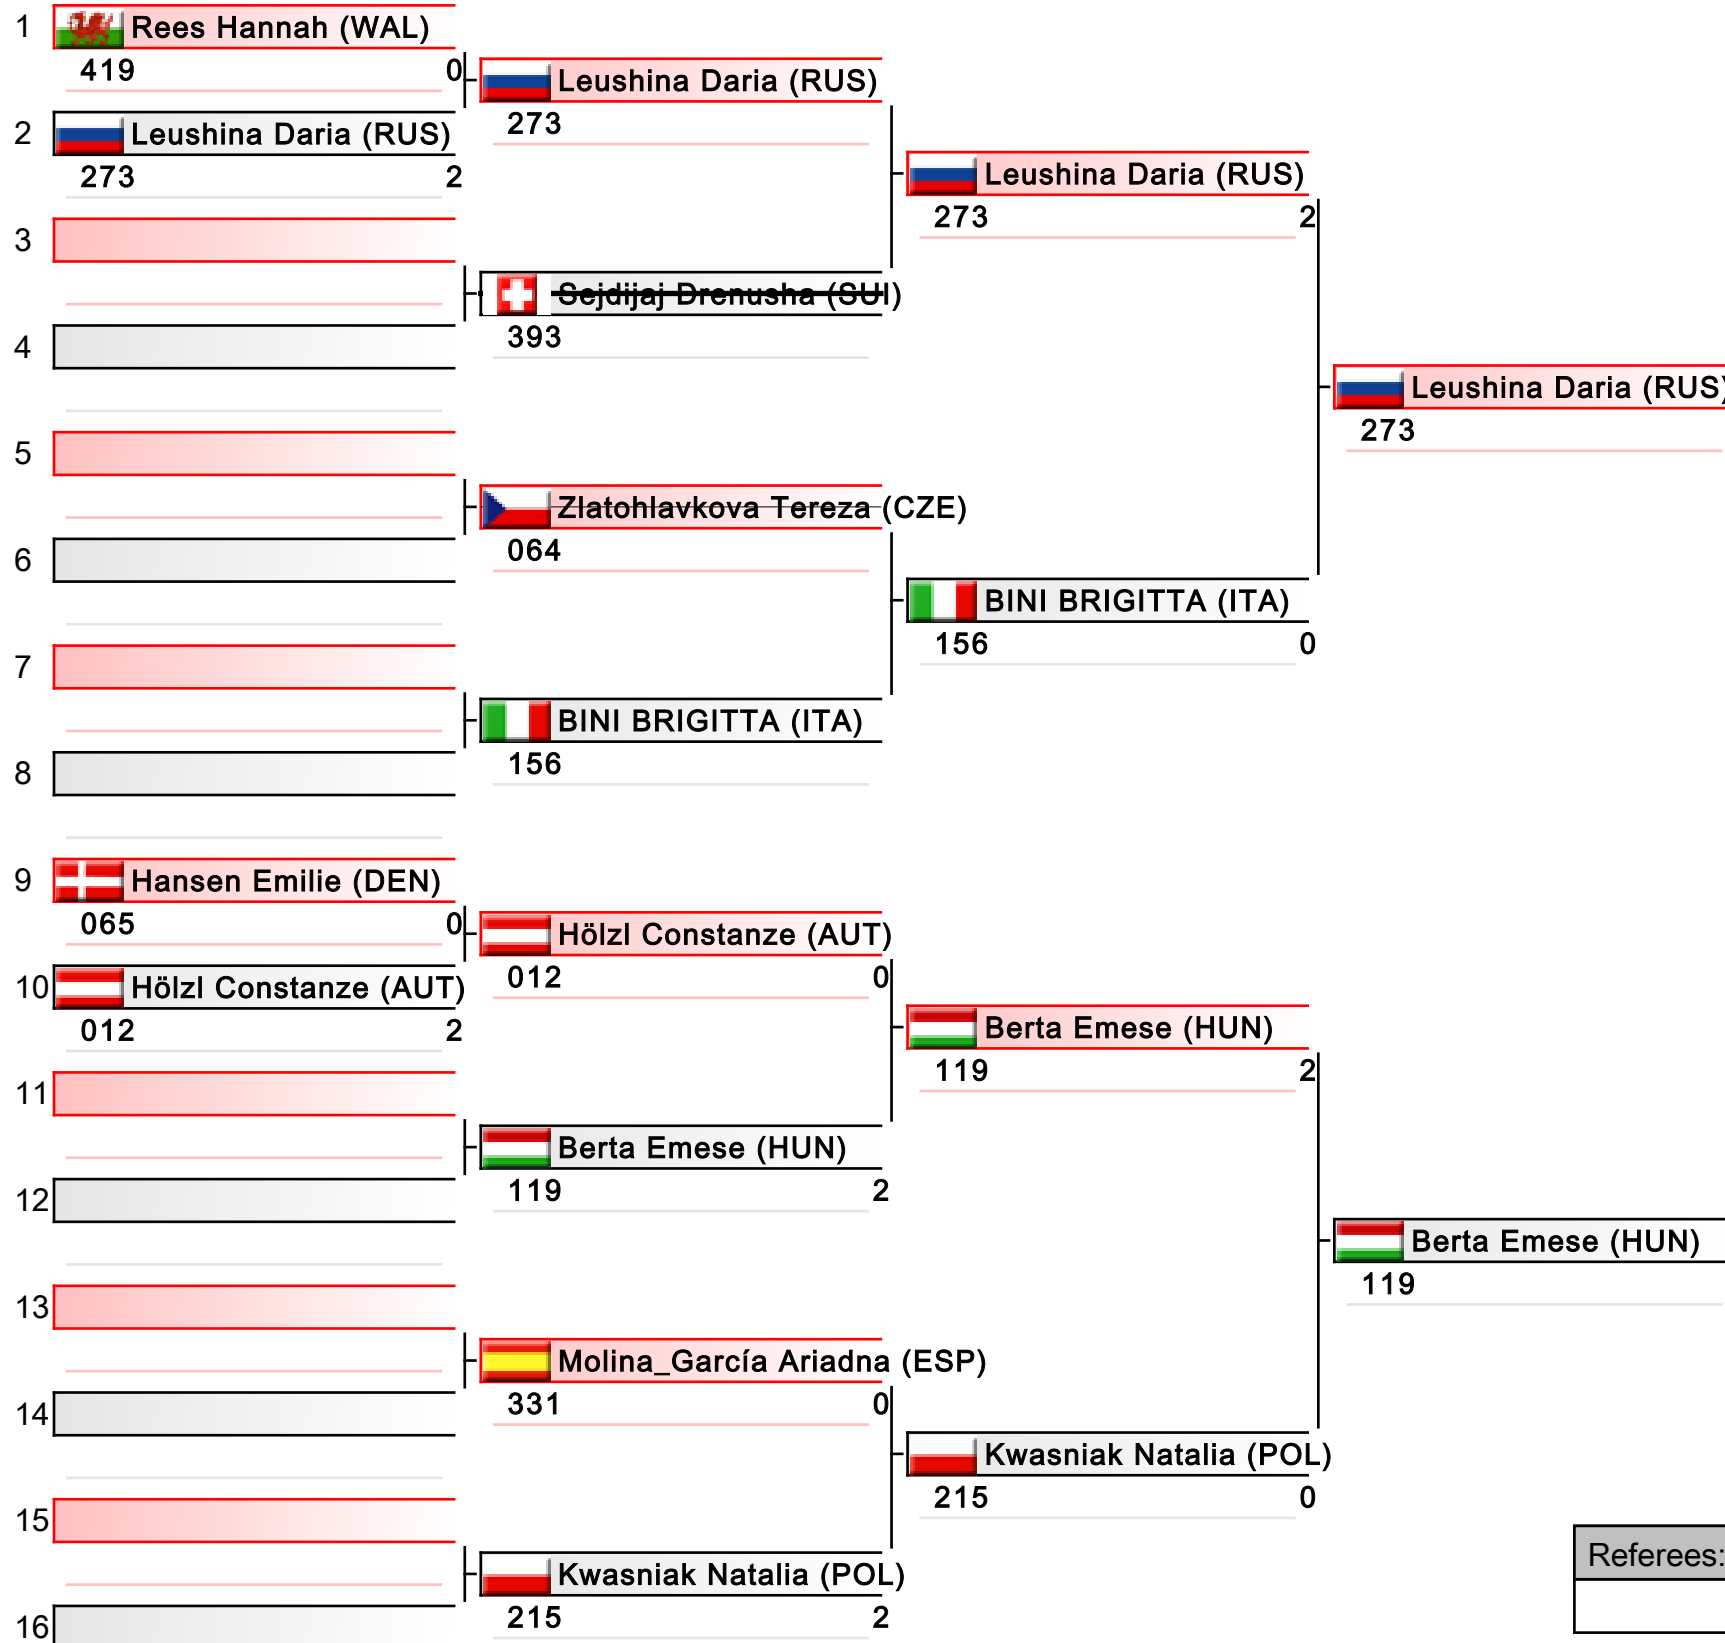 1 Rees Hannah (WAL)
419 0
Leushina Daria (RUS)
273
2 Leushina Daria (RUS)
273 2
Leushina Daria (RUS)
273 2
3
Sejdijaj Drenusha (SUI)
393
4
Leushina Daria (RUS)
273
5
Zlatohlavkova Tereza (CZE)
064
6
BINI BRIGITTA (ITA)
156 0
7
BINI BRIGITTA (ITA)
156
8
9 Hansen Emilie (DEN)
065 0
Hölzl Constanze (AUT)
012 0
10 Hölzl Constanze (AUT)
012 2
Berta Emese (HUN)
119 2
11
Berta Emese (HUN)
119 2
12
Berta Emese (HUN)
119
13
Molina_García Ariadna (ESP)
331 0
14
Kwasniak Natalia (POL)
215 0
15
Kwasniak Natalia (POL)
215 2
16
Referees: